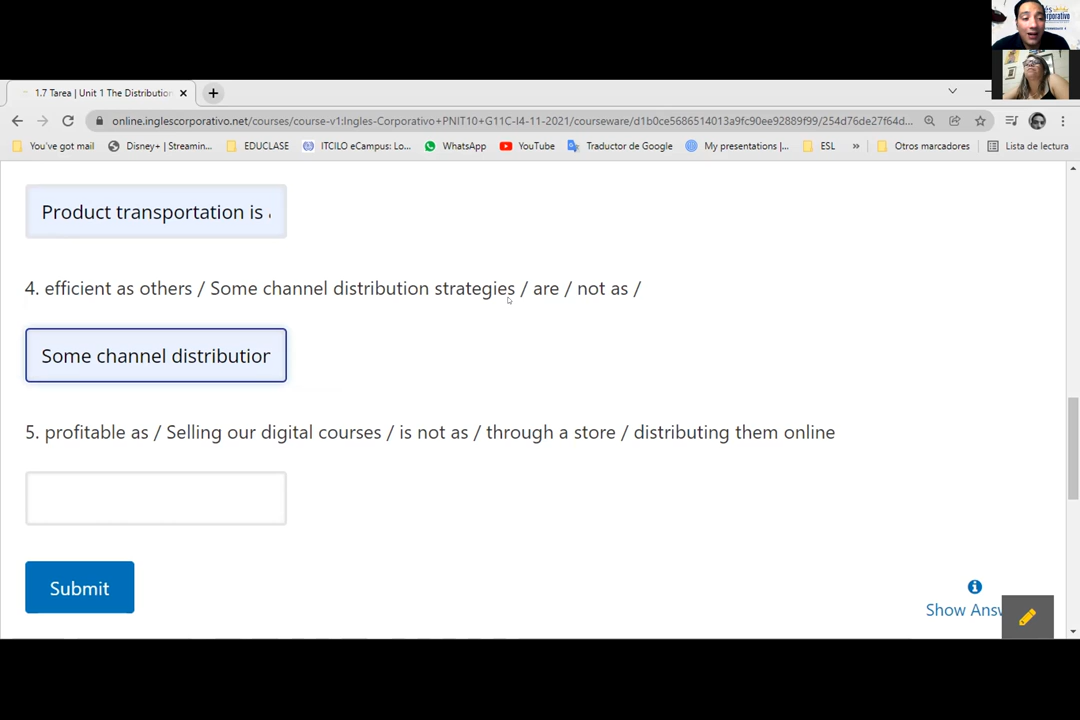 orporativo
1.7 Tarea | Unit 1 The Distribution
online.inglescorporativo.net/courses/course-v1:Ingles-Corporativo+PNIT10+G11C-I4-11-2021/courseware/d1b0ce5686514013a9fc90ee92889f99/254d76de27f64d...
You've got mail
Disney+ | Streamin...
EDUCLASE
ITCILO eCampus: Lo...
WhatsApp
YouTube
Traductor de Google
My presentations |...
ESL
»
Otros marcadores
Lista de lectura
Product transportation is
4. efficient as others / Some channel distribution strategies / are / not as /
Some channel distribution
5. profitable as / Selling our digital courses / is not as / through a store / distributing them online
Submit
Show Answ